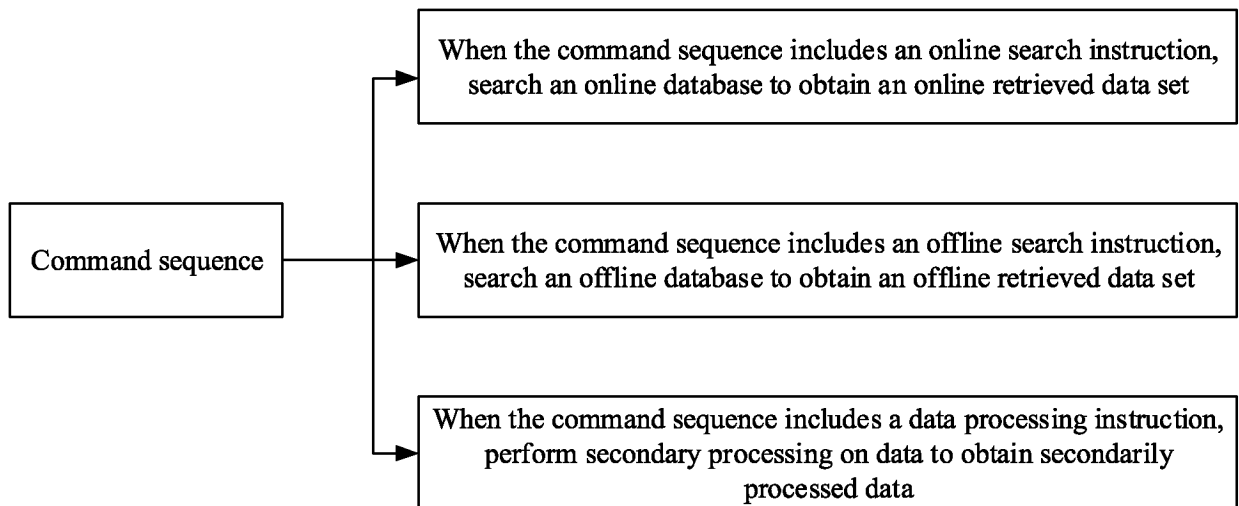 When the command sequence includes an online search instruction,
search an online database to obtain an online retrieved data set
Command sequence
When the command sequence includes an offline search instruction,
search an offline database to obtain an offline retrieved data set
When the command sequence includes a data processing instruction,
perform secondary processing on data to obtain secondarily
processed data